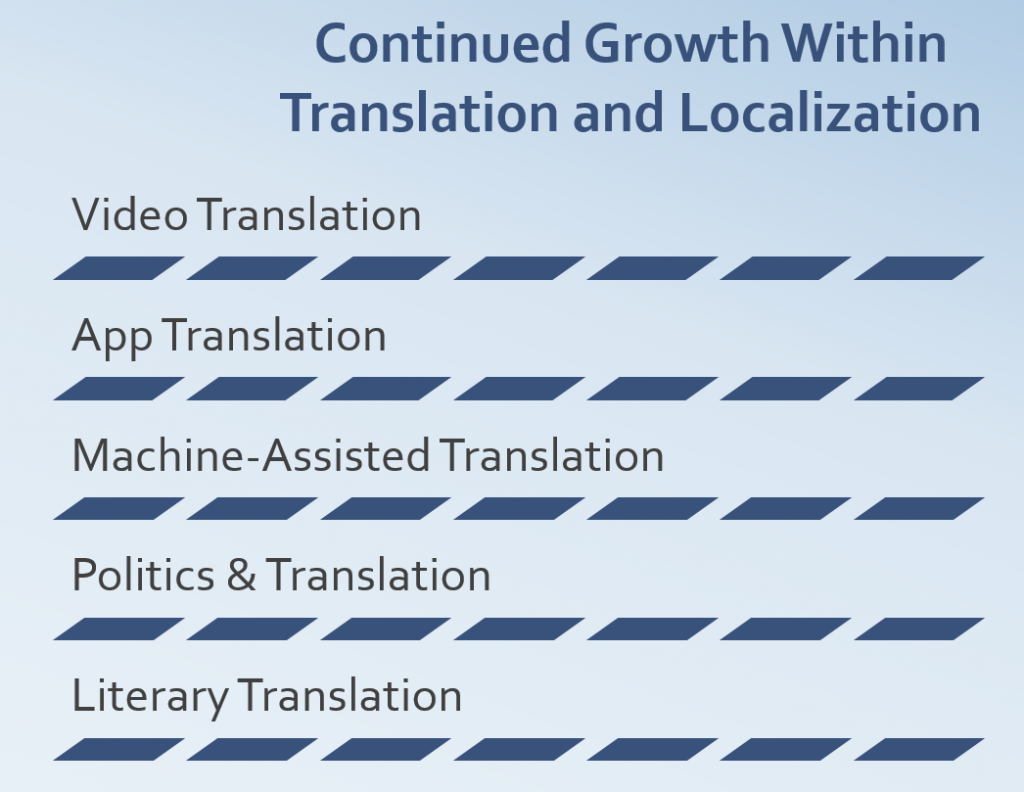 Continued Growth Within
Translation and Localization
Video Translation
App Translation
Machine-Assisted Translation
Politics & Translation
Literary Translation